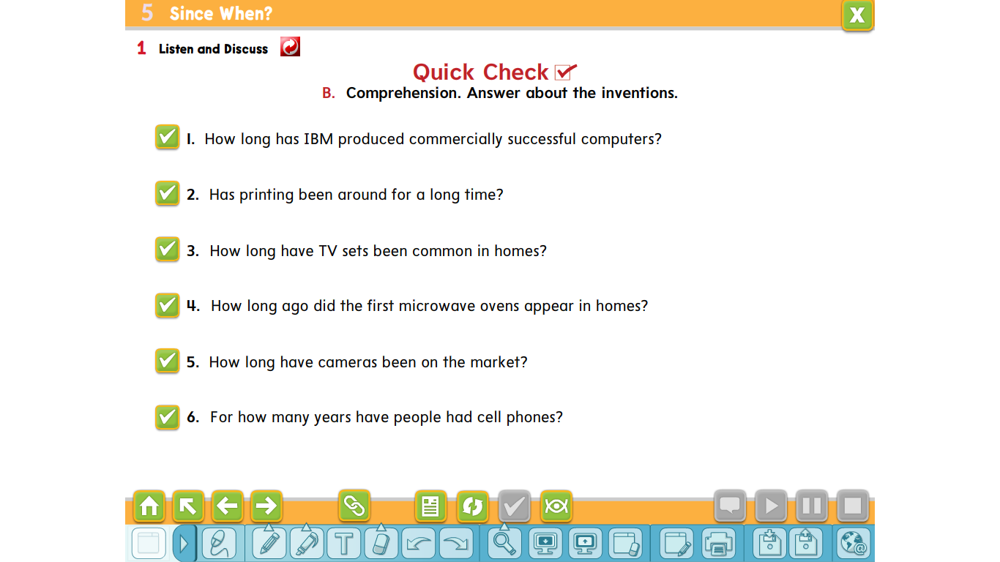 5 Since When?
X
1 Listen and Discuss
Quick Check
B. Comprehension. Answer about the inventions.
1. How long has IBM produced commercially successful computers?
2. Has printing been around for a long time?
3. How long have TV sets been common in homes?
4. How long ago did the first microwave ovens appear in homes?
5. How long have cameras been on the market?
6. For how many years have people had cell phones?
T
@